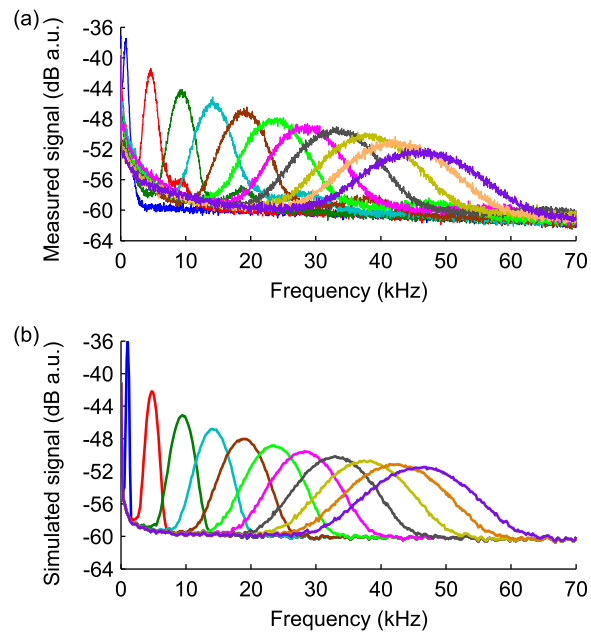 (a)
Measured signal (dB a.u.)
-36
-40
-44
-48
-52
-56
-60
-64
0 10 20 30 40 50 60 70
Frequency (kHz)
(b)
Simulated signal (dB a.u.)
-36
-40
-44
-48
-52
-56
-60
-64
0 10 20 30 40 50 60 70
Frequency (kHz)